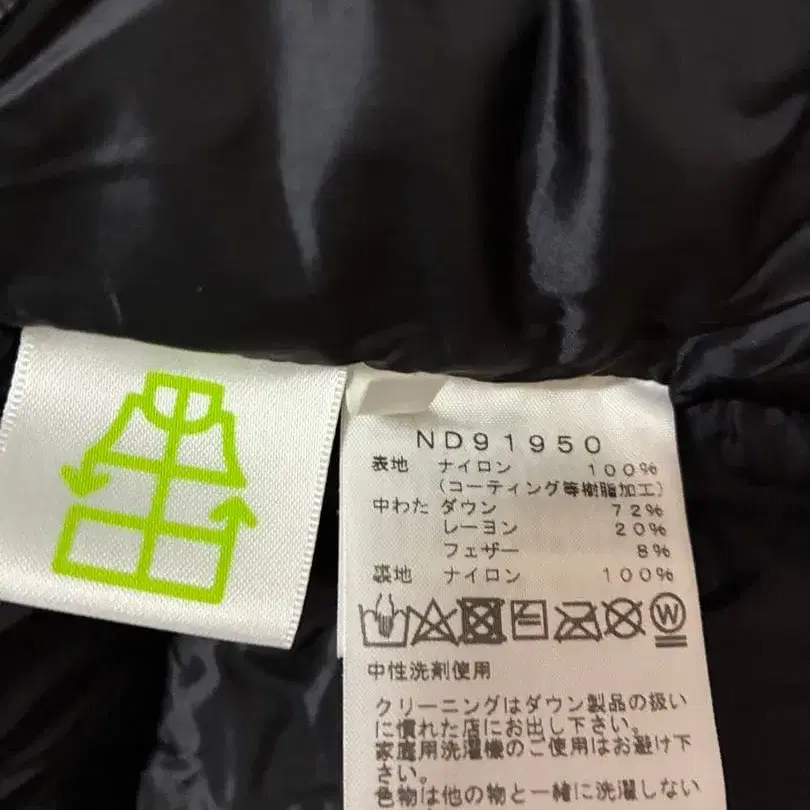 ND91950
表地 ナイロン 100%
(コーティング等樹脂加工)
中わた ダウン 72%
レーヨン 20%
フェザー 8%
裏地 ナイロン 100%
W
中性洗剤使用
クリーニングはダウン製品の扱い
に慣れた店にお出し下さい。
家庭用洗濯機のご使用はお避け下
さい。
色物は他の物と一緒に洗濯しない